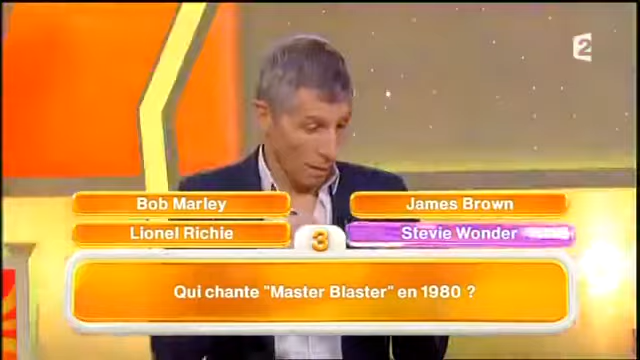 2
Bob Marley
James Brown
Lionel Richie
3
Stevie Wonder
Qui chante "Master Blaster" en 1980 ?